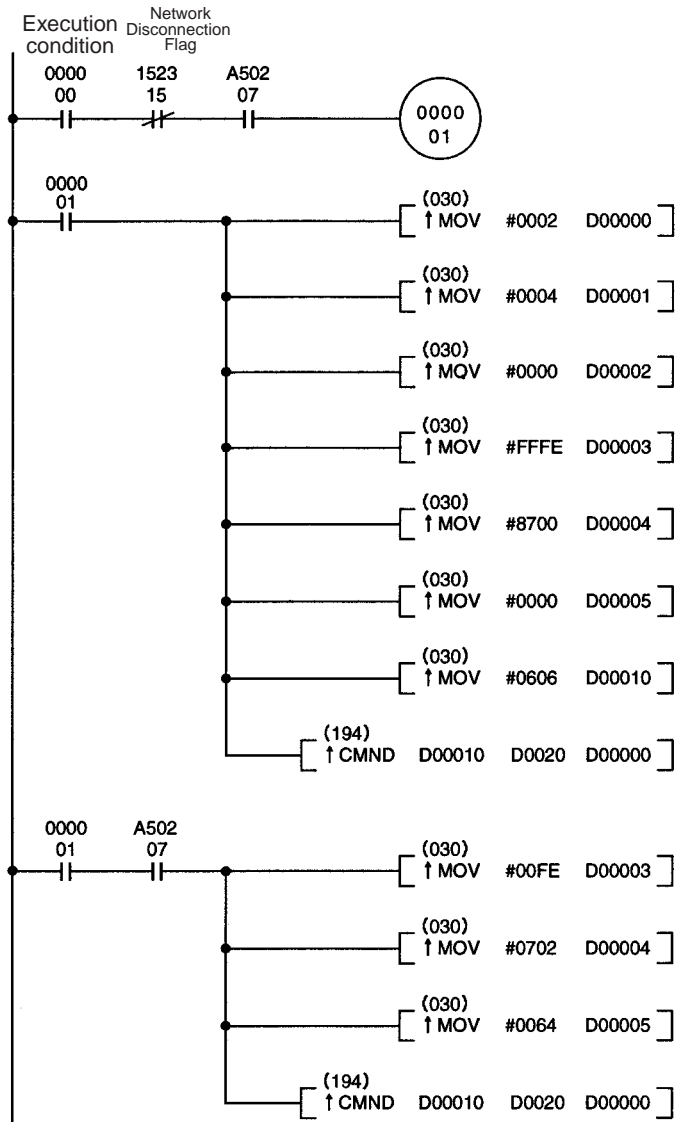 Execution condition
Network Disconnection Flag
0000 00
1523 15
A502 07
0000 01
0000 01
(030)
↑ MOV #0002 D00000
(030)
↑ MOV #0004 D00001
(030)
↑ MQV #0000 D00002
(030)
↑ MOV #FFFE D00003
(030)
↑ MOV #8700 D00004
(030)
↑ MOV #0000 D00005
(030)
↑ MOV #0606 D00010
(194)
↑ CMND D00010 D0020 D00000
0000 01
A502 07
(030)
↑ MOV #00FE D00003
(030)
↑ MOV #0702 D00004
(030)
↑ MOV #0064 D00005
(194)
↑ CMND D00010 D0020 D00000